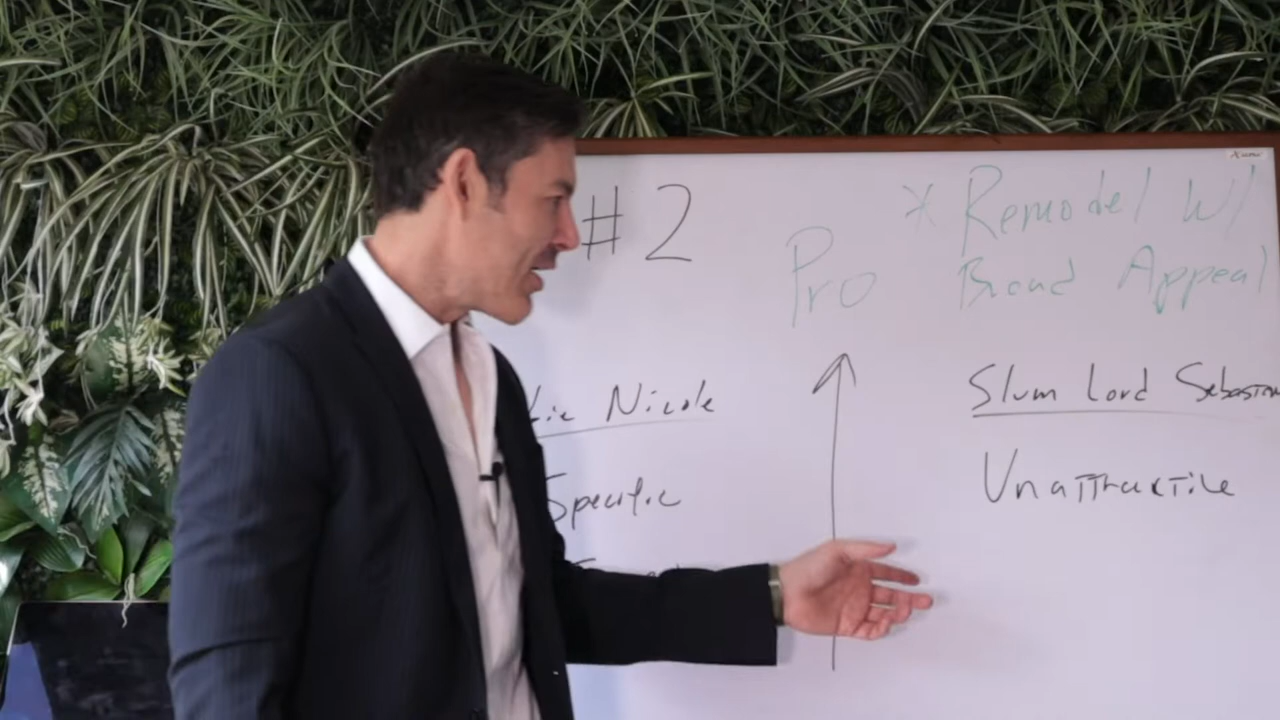 #2
Pro
* Remodel W/
Broad Appeal
Nicole
Specific
Slum Lord Sebastian
Unattractive